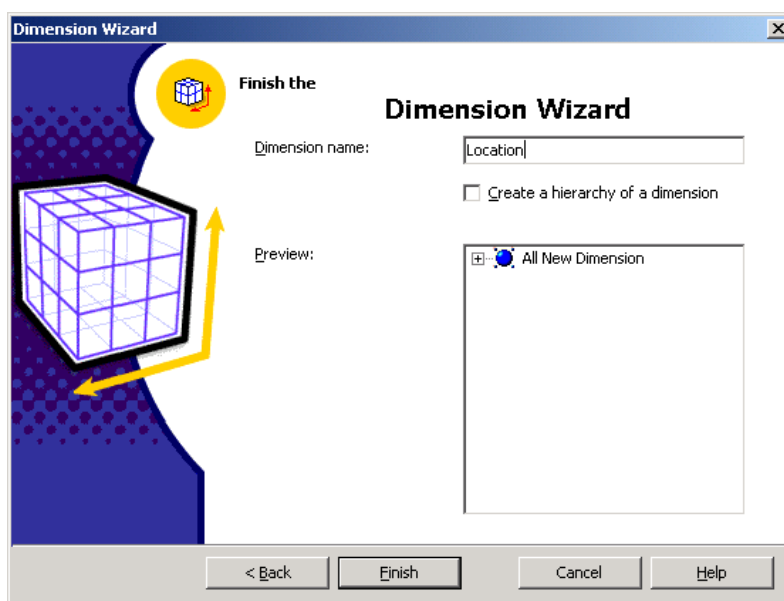 Dimension Wizard
Finish the
Dimension Wizard
Dimension name:
Location
Create a hierarchy of a dimension
Preview:
All New Dimension
< Back
Finish
Cancel
Help